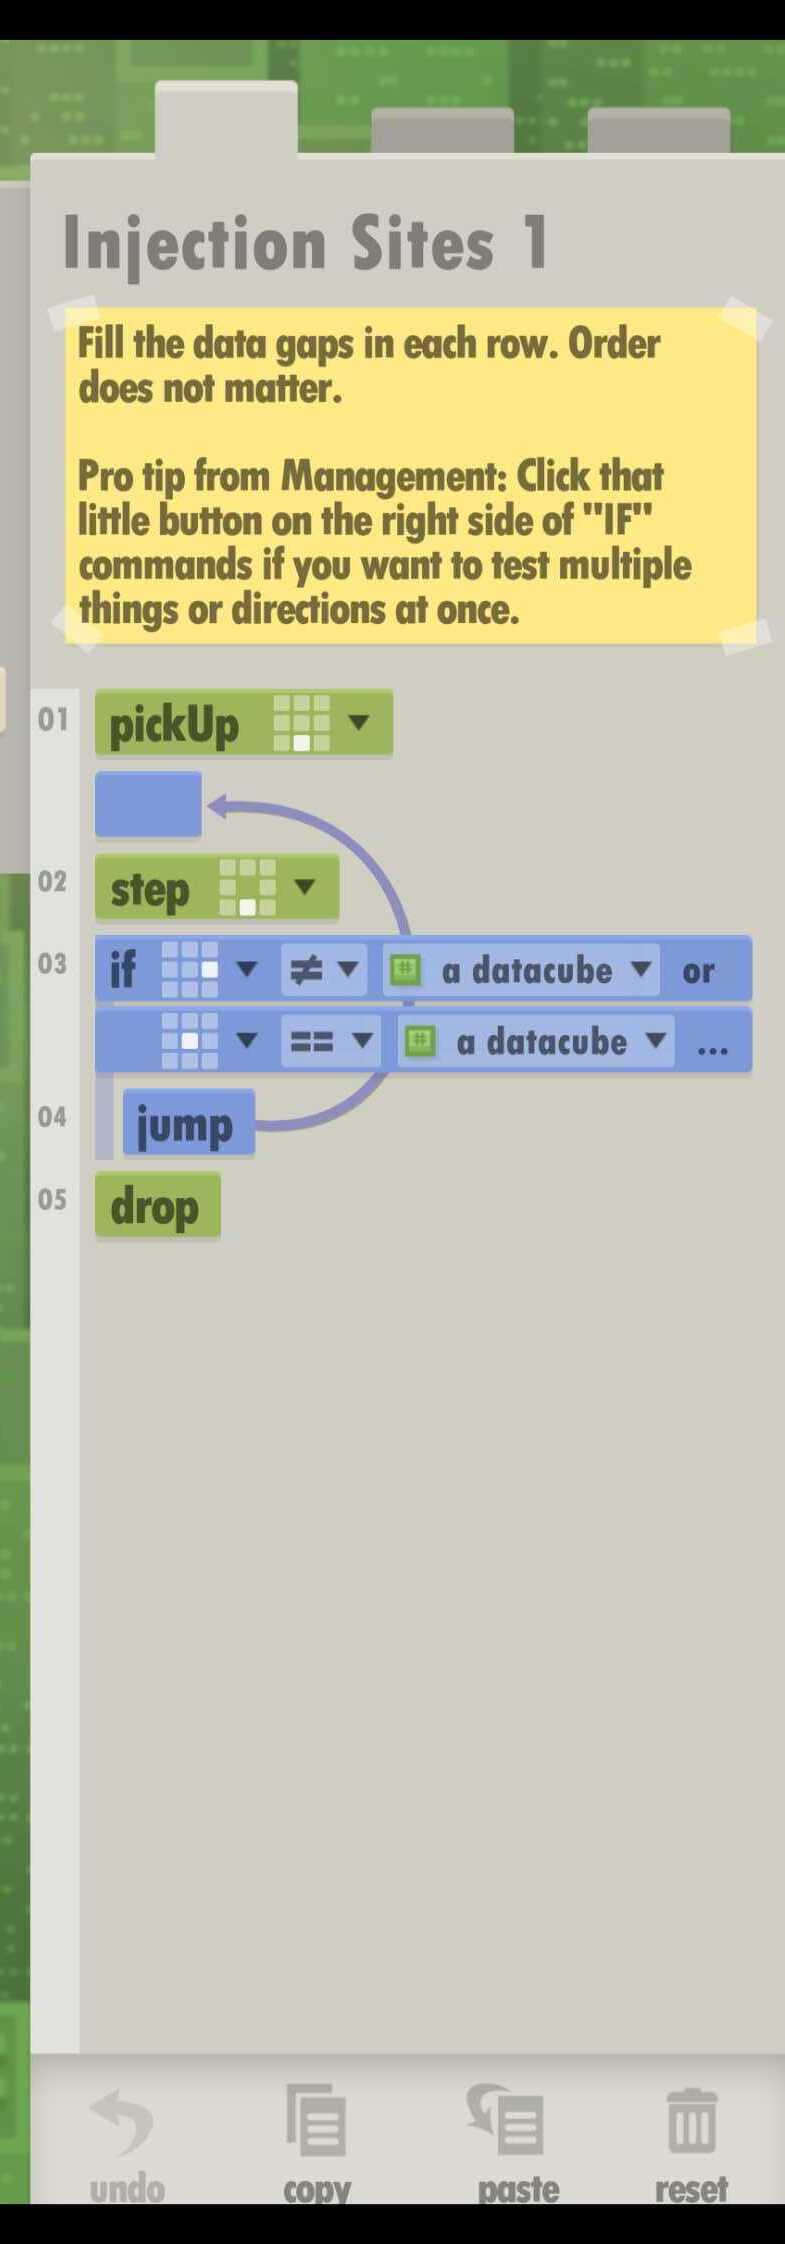 Injection Sites 1
Fill the data gaps in each row. Order
does not matter.
Pro tip from Management: Click that
little button on the right side of "IF"
commands if you want to test multiple
things or directions at once.
01 pickUp
02 step
03 if ≠ a datacube or
== a datacube ...
04 jump
05 drop
undo copy paste reset